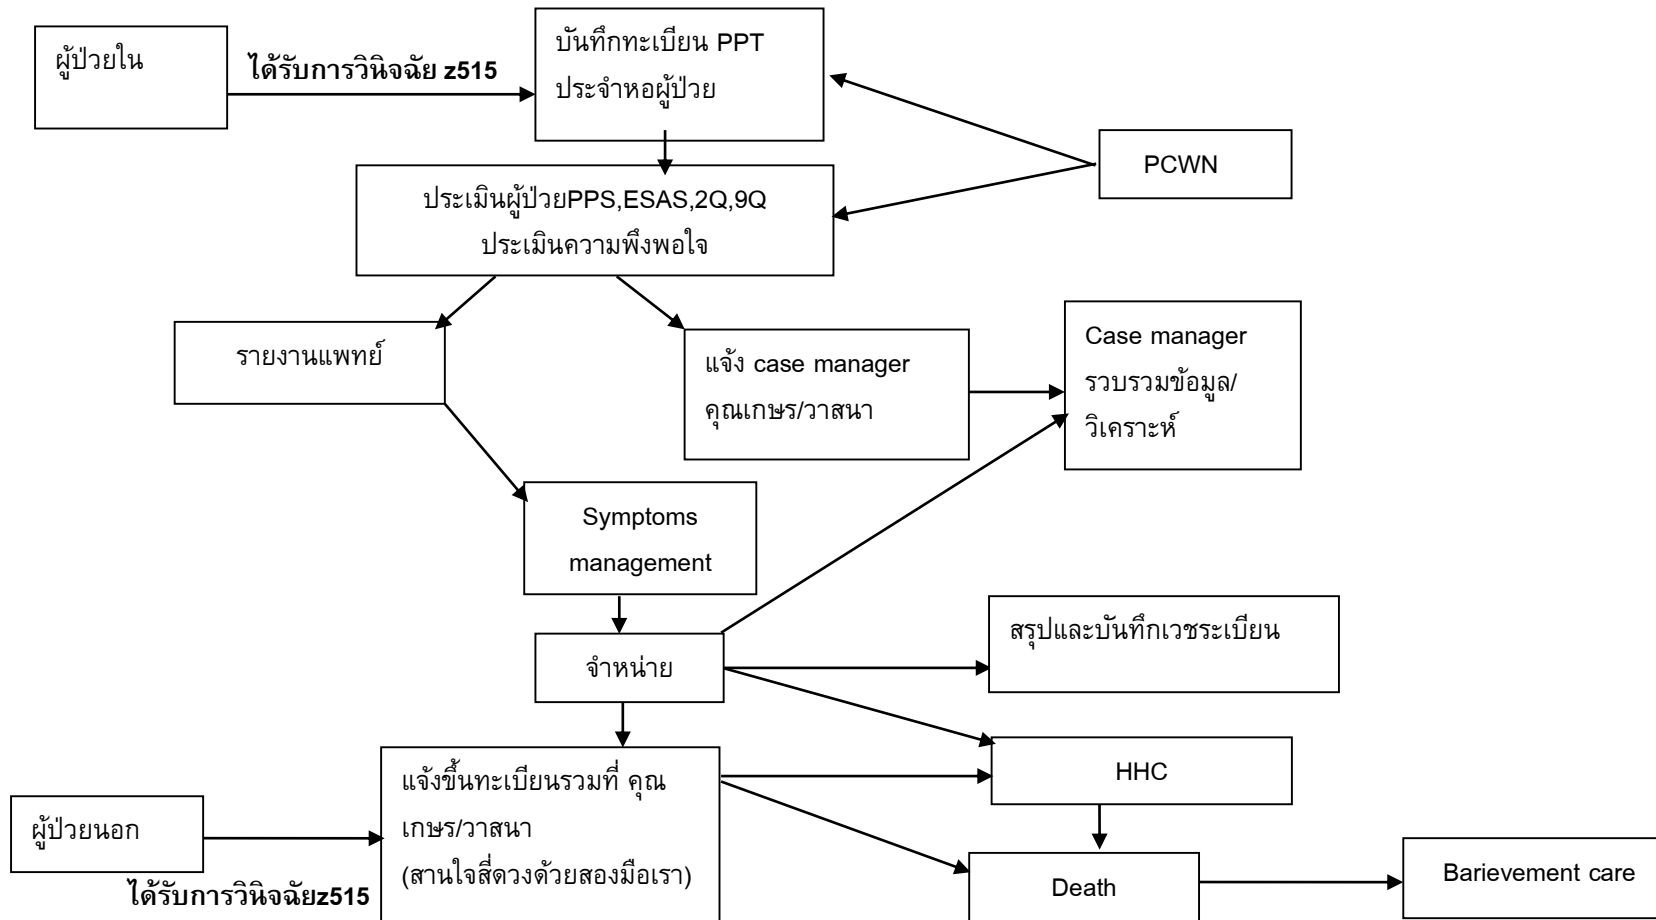 ผู้ป่วยใน
ได้รับการวินิจฉัย z515
บันทึกทะเบียน PPT
ประจำหอผู้ป่วย
PCWN
ประเมินผู้ป่วยPPS,ESAS,2Q,9Q
ประเมินความพึงพอใจ
รายงานแพทย์
แจ้ง case manager
คุณเกษร/วาสนา
Case manager
รวบรวมข้อมูล/
วิเคราะห์
Symptoms
management
จำหน่าย
สรุปและบันทึกเวชระเบียน
HHC
ผู้ป่วยนอก
ได้รับการวินิจฉัยz515
แจ้งขึ้นทะเบียนรวมที่ คุณ
เกษร/วาสนา
(สานใจสี่ดวงด้วยสองมือเรา)
Death
Barievement care